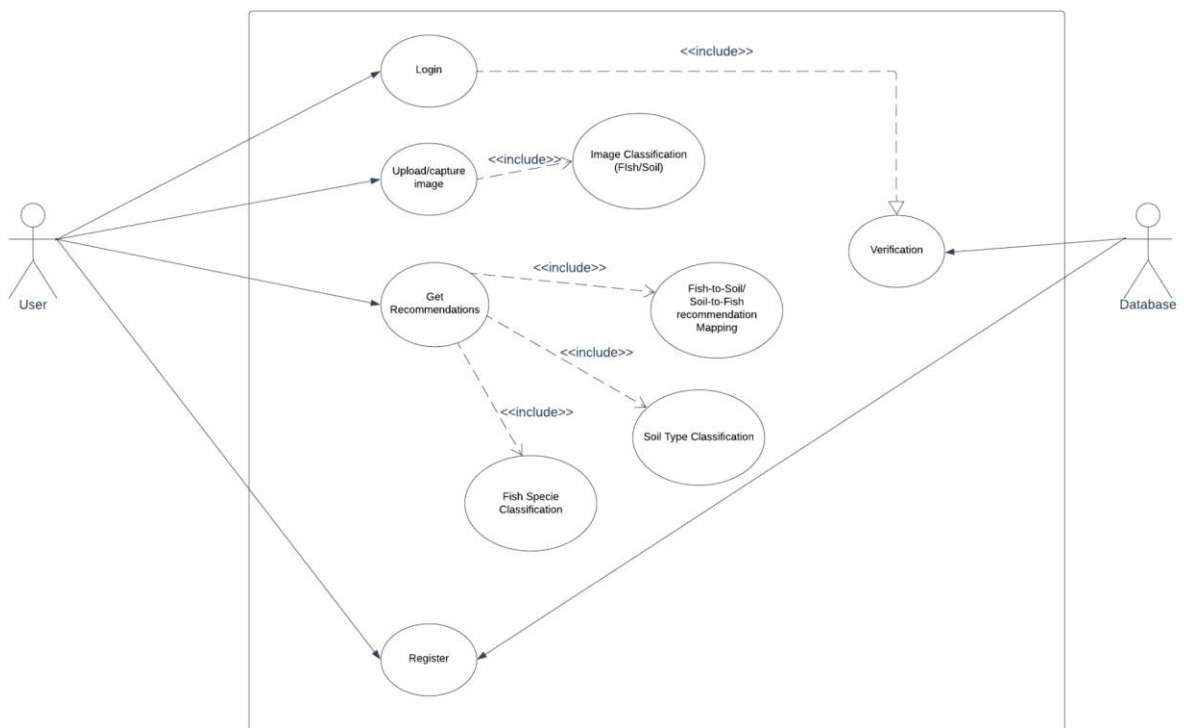 <<include>>
Login
<<include>>
Image Classification
(FIsh/Soil)
Upload/capture
image
Verification
<<include>>
User
Database
Get
Recommendations
Fish-to-Soil/
Soil-to-Fish
recommendation
Mapping
<<include>>
<<include>>
Soil Type Classification
Fish Specie
Classification
Register